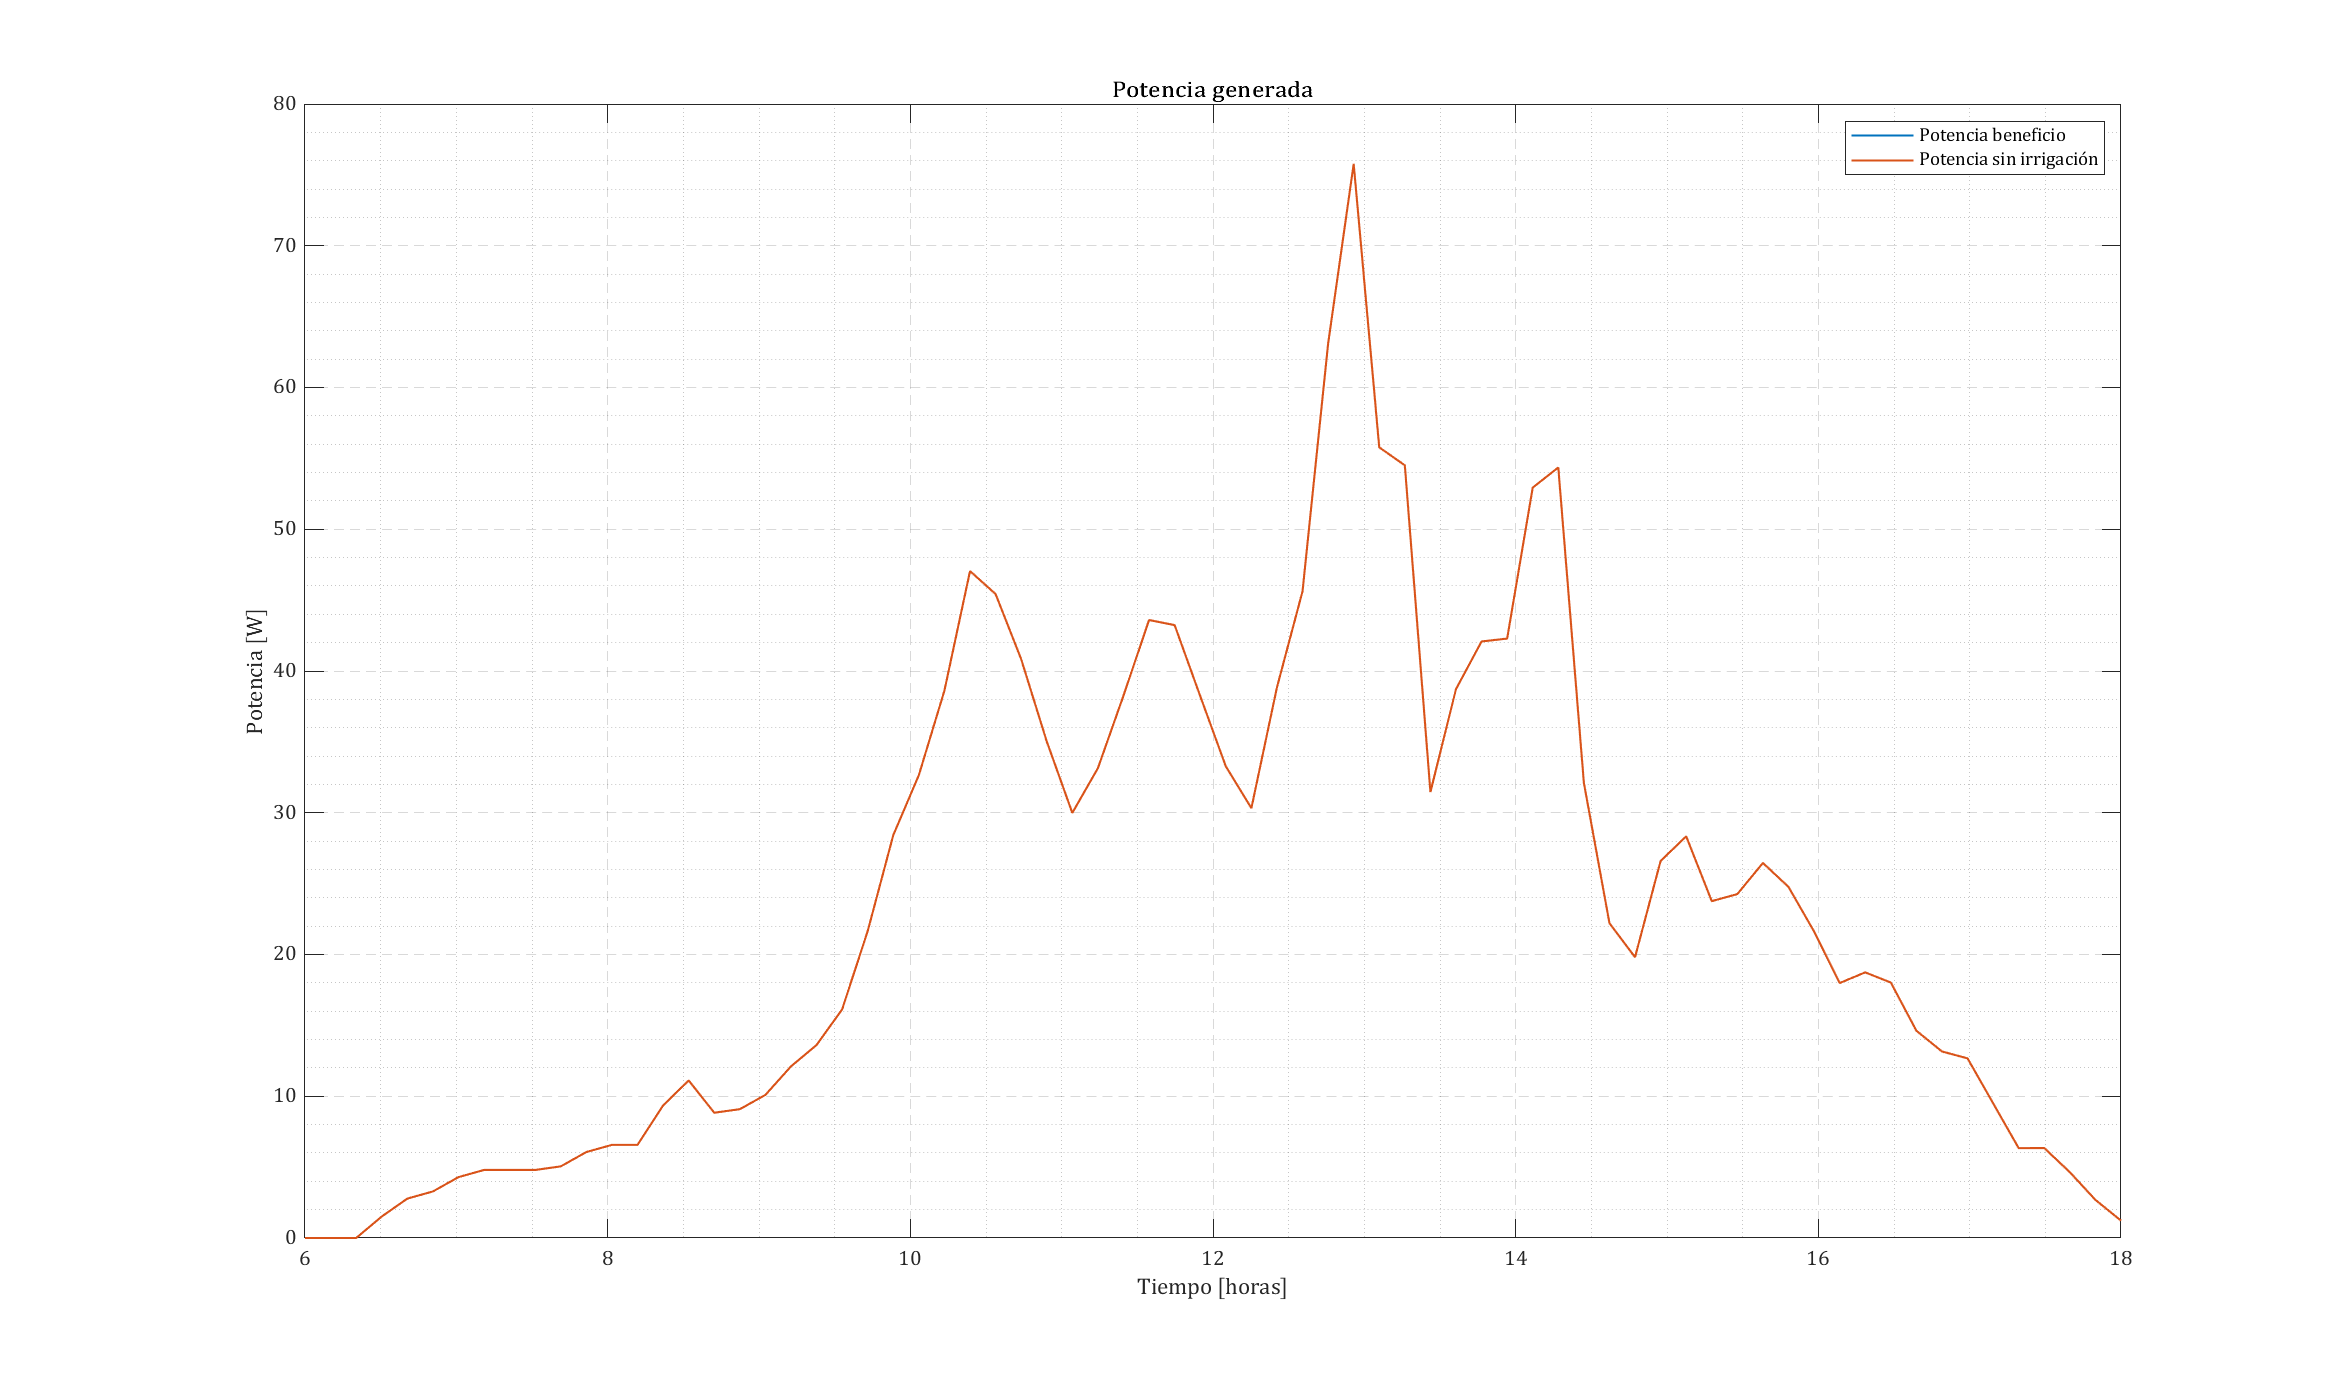 Potencia generada
80
70
60
50
40
30
20
10
0
Potencia [W]
Potencia beneficio
Potencia sin irrigación
6 8 10 12 14 16 18
Tiempo [horas]